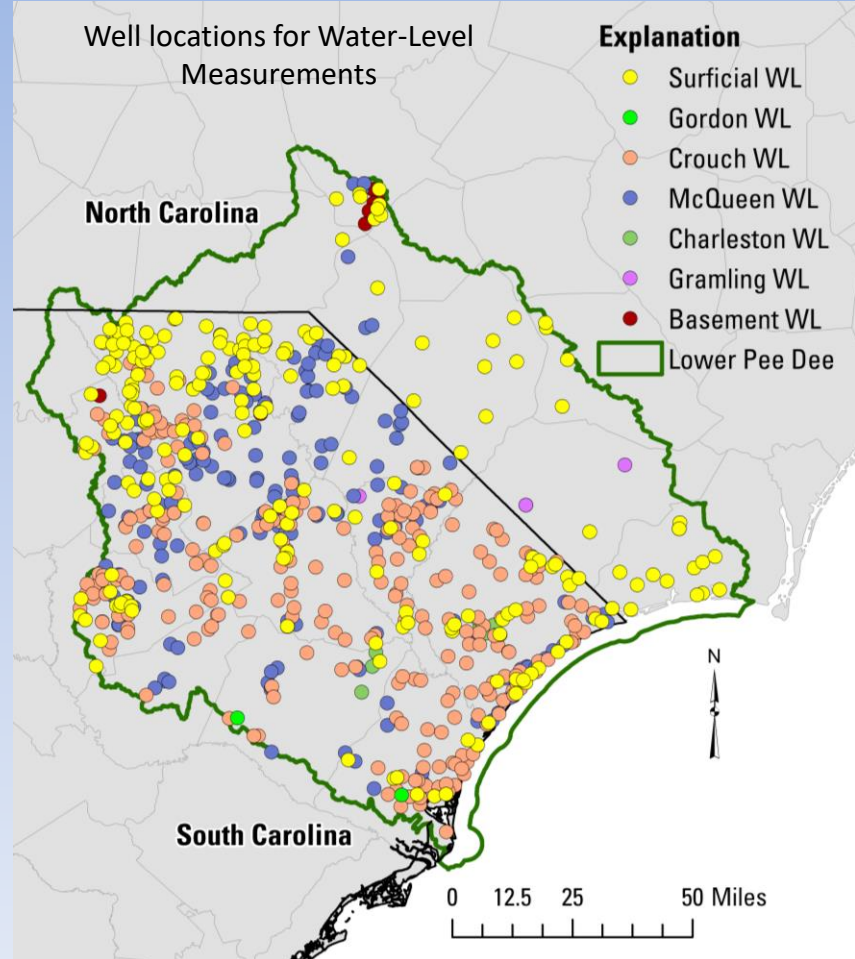 Well locations for Water-Level
Measurements
Explanation
Surficial WL
Gordon WL
Crouch WL
McQueen WL
Charleston WL
Gramling WL
Basement WL
Lower Pee Dee
North Carolina
N
South Carolina
0 12.5 25 50 Miles